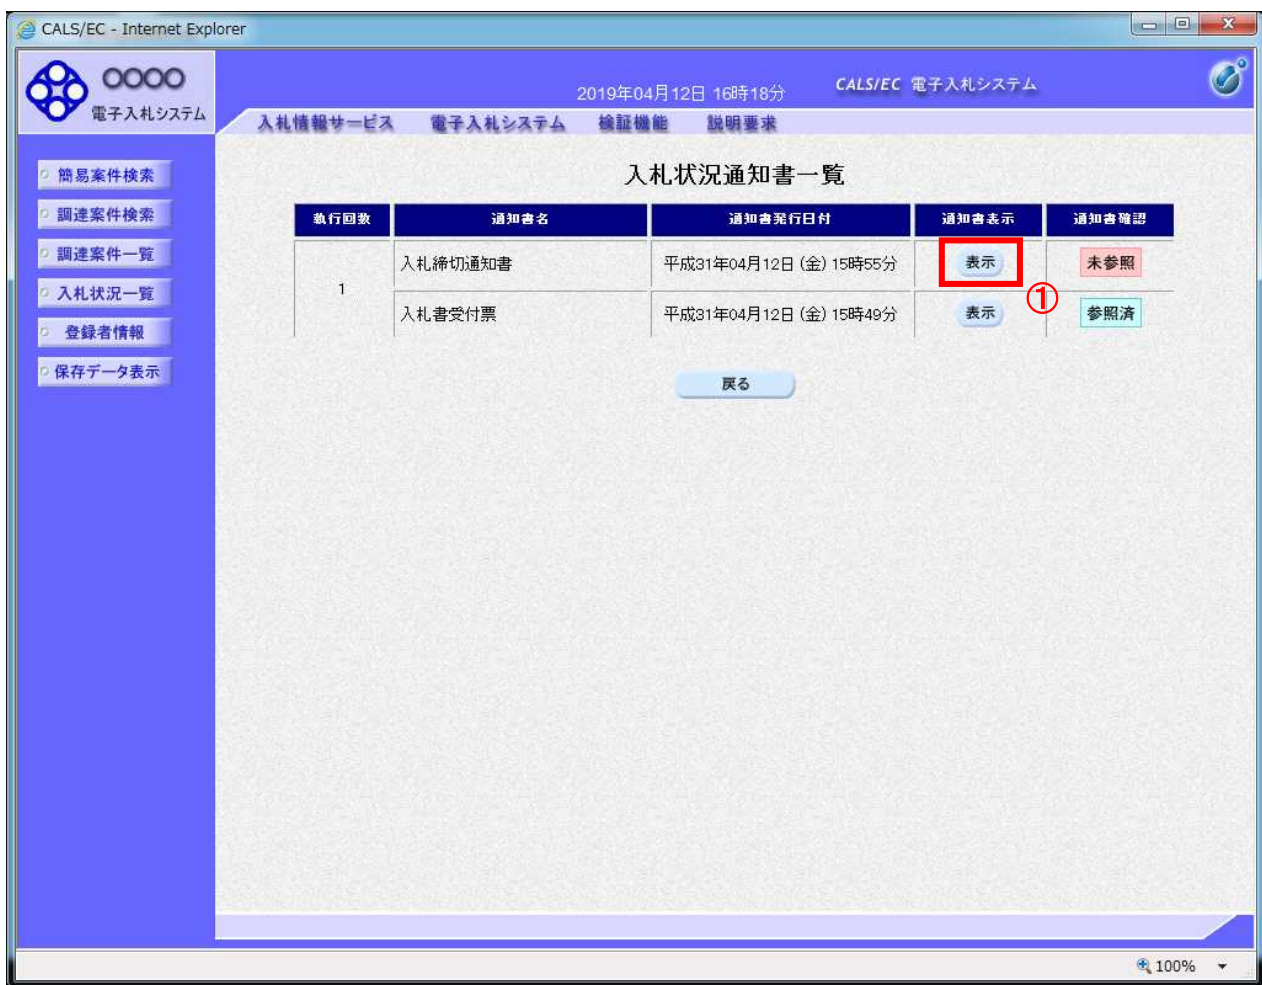 CALS/EC - Internet Explorer
OOOO
電子入札システム
2019年04月12日 16時18分
CALS/EC 電子入札システム
入札情報サービス 電子入札システム 検証機能 説明要求
簡易案件検索
調達案件検索
調達案件一覧
入札状況一覧
登録者情報
保存データ表示
入札状況通知書一覧
執行回数 通知書名 通知書発行日付 通知書表示 通知書確認
1
入札締切通知書 平成31年04月12日 (金) 15時55分 表示 未参照
①
入札書受付票 平成31年04月12日 (金) 15時49分 表示 参照済
戻る
100%